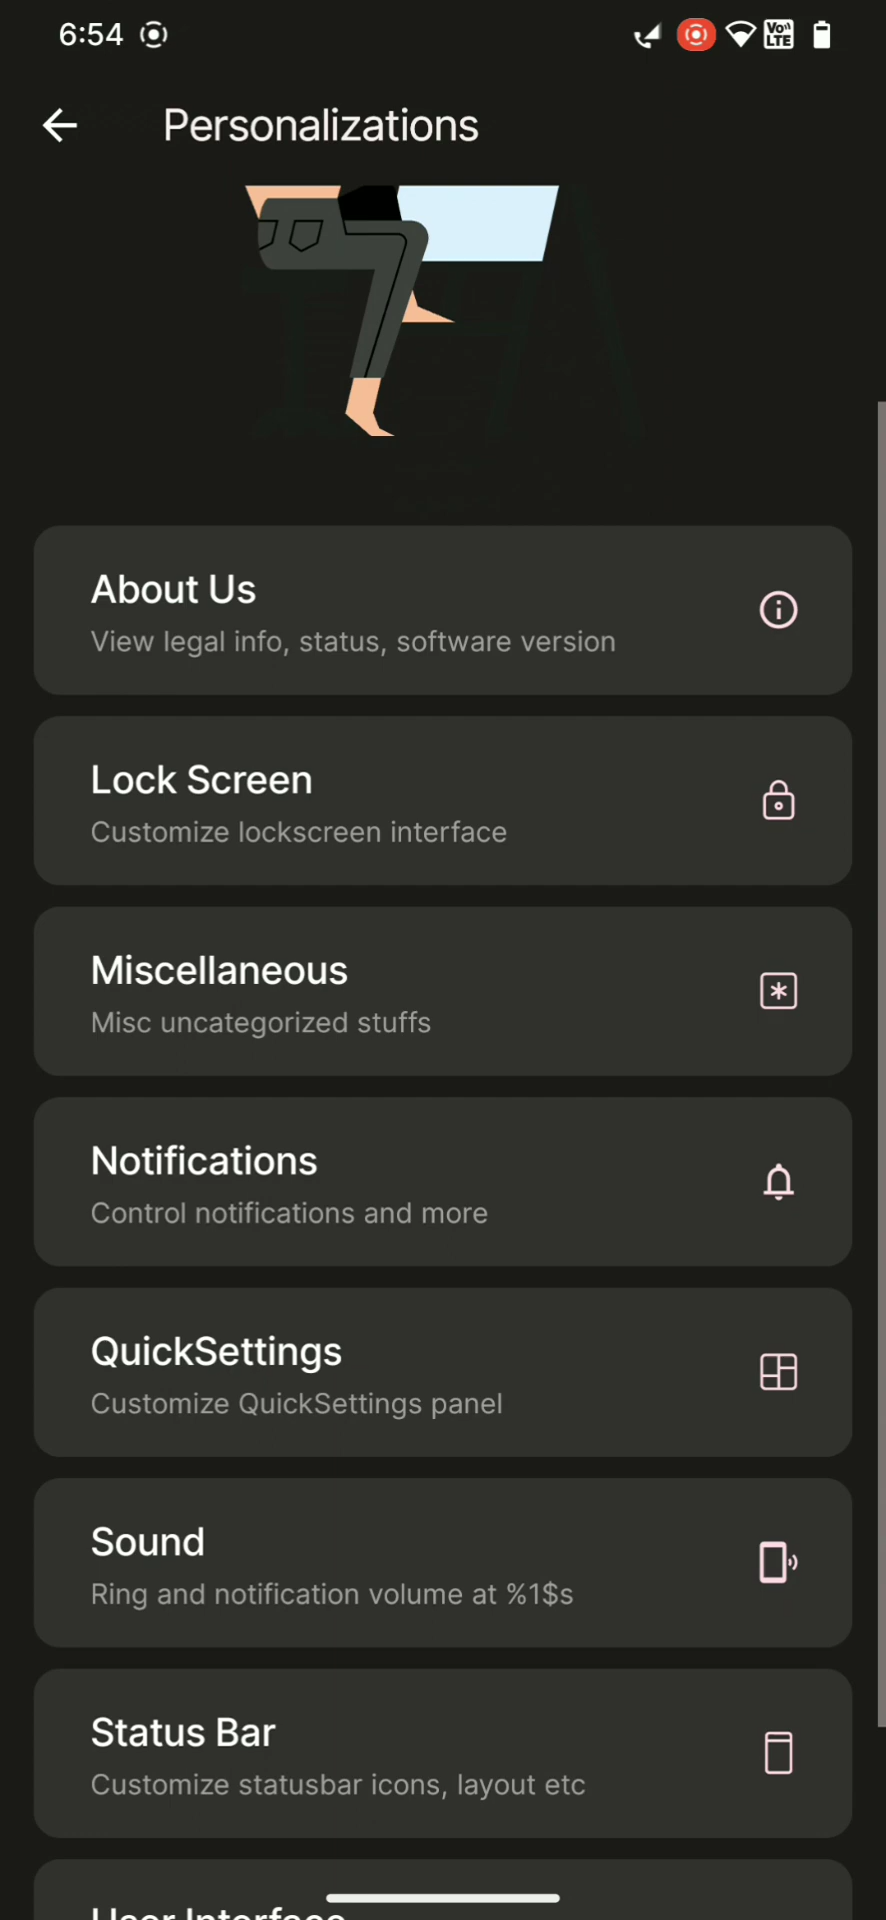 6:54
Vo LTE
Personalizations
About Us
View legal info, status, software version
Lock Screen
Customize lockscreen interface
Miscellaneous
Misc uncategorized stuffs
Notifications
Control notifications and more
QuickSettings
Customize QuickSettings panel
Sound
Ring and notification volume at %1$s
Status Bar
Customize statusbar icons, layout etc
User Interface